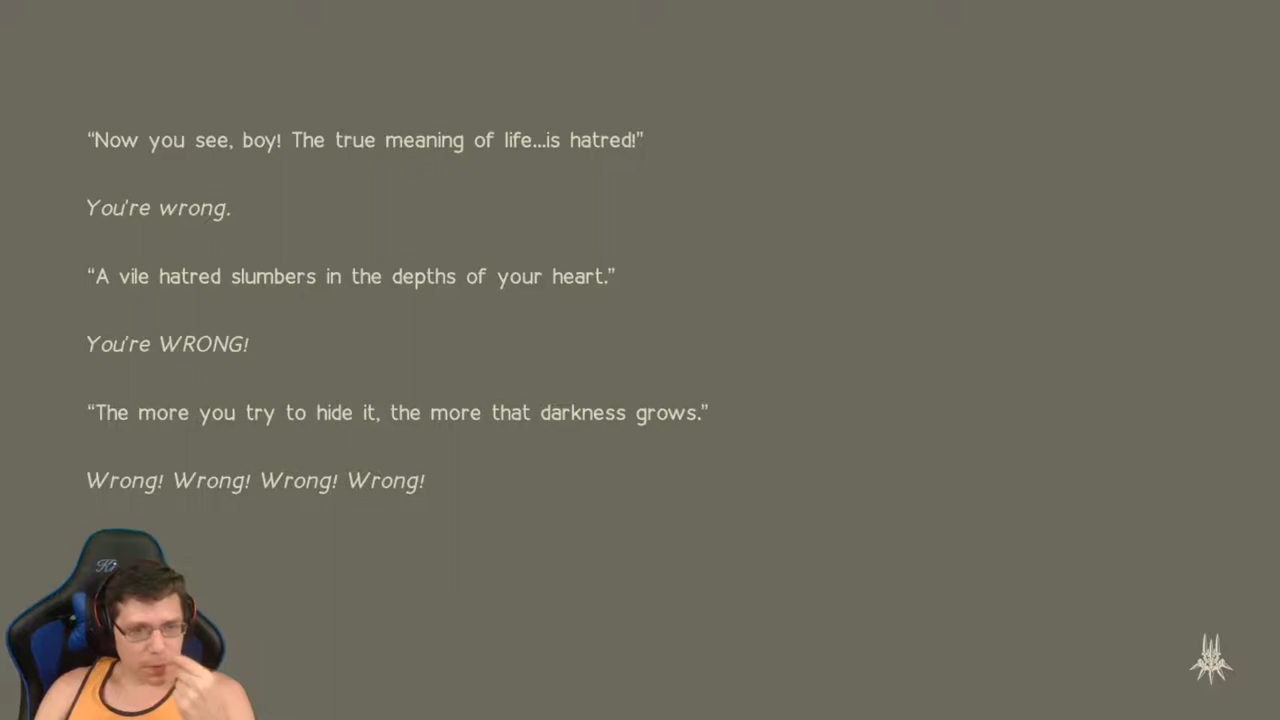 “Now you see, boy! The true meaning of life...is hatred!”
You're wrong.
“A vile hatred slumbers in the depths of your heart.”
You're WRONG!
“The more you try to hide it, the more that darkness grows.”
Wrong! Wrong! Wrong! Wrong!